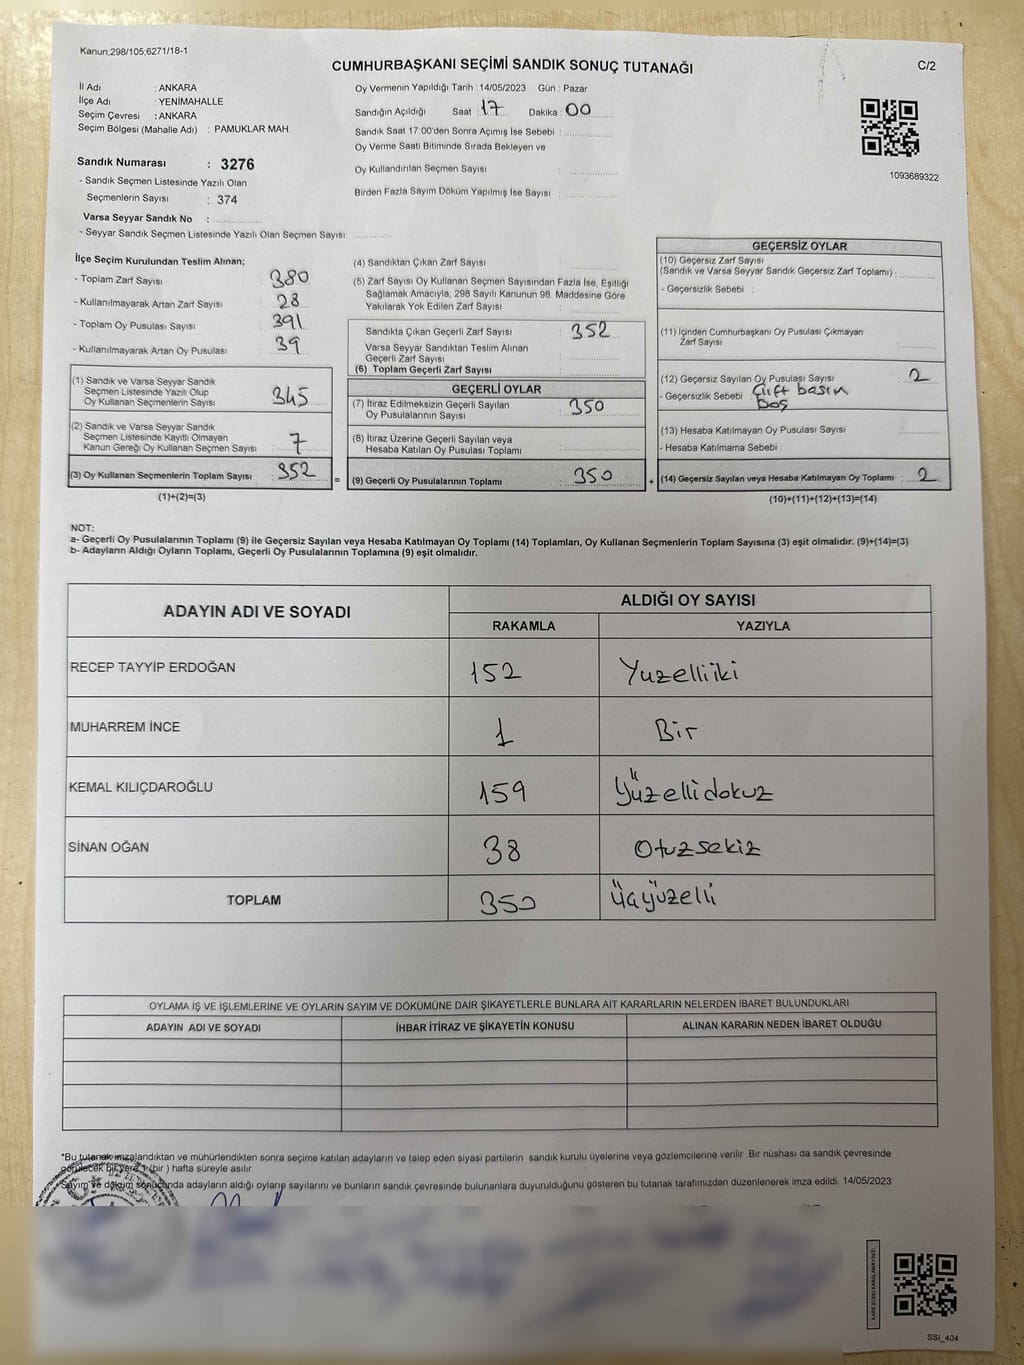 Kanun;298/105;6271/18-1
CUMHURBAŞKANI SEÇİMİ SANDIK SONUÇ TUTANAĞI
C/2
İl Adı : ANKARA
İlçe Adı : YENİMAHALLE
Seçim Çevresi : ANKARA
Seçim Bölgesi (Mahalle Adı) : PAMUKLAR MAH.
Sandık Numarası : 3276
- Sandık Seçmen Listesinde Yazılı Olan
Seçmenlerin Sayısı : 374
Varsa Seyyar Sandık No :
- Seyyar Sandık Seçmen Listesinde Yazılı Olan Seçmen Sayısı:
Oy Vermenin Yapıldığı Tarih : 14/05/2023 Gün : Pazar
Sandığın Açıldığı Saat 17 Dakika : 00
Sandık Saat 17:00'den Sonra Açımış İse Sebebi :
Oy Verme Saati Bitiminde Sırada Bekleyen ve
Oy Kullandırılan Seçmen Sayısı
Birden Fazla Sayım Döküm Yapılmış İse Sayısı :
1093689322
İlçe Seçim Kurulundan Teslim Alınan;
- Toplam Zarf Sayısı : 380
- Kullanılmayarak Artan Zarf Sayısı : 28
- Toplam Oy Pusulası Sayısı : 391
- Kullanılmayarak Artan Oy Pusulası : 39
(1) Sandık ve Varsa Seyyar Sandık
Seçmen Listesinde Yazılı Olup
Oy Kullanan Seçmenlerin Sayısı : 345
(2) Sandık ve Varsa Seyyar Sandık
Seçmen Listesinde Kayıtlı Olmayan
Kanun Gereği Oy Kullanan Seçmen Sayısı : 7
(3) Oy Kullanan Seçmenlerin Toplam Sayısı : 352
(1)+(2)=(3)
=
(4) Sandıktan Çıkan Zarf Sayısı
(5) Zarf Sayısı Oy Kullanan Seçmen Sayısından Fazla İse, Eşitliği
Sağlamak Amacıyla, 298 Sayılı Kanunun 98. Maddesine Göre
Yakılarak Yok Edilen Zarf Sayısı
Sandıkta Çıkan Geçerli Zarf Sayısı : 352
Varsa Seyyar Sandıktan Teslim Alınan
Geçerli Zarf Sayısı
(6) Toplam Geçerli Zarf Sayısı
GEÇERLİ OYLAR
(7) İtiraz Edilmeksizin Geçerli Sayılan
Oy Pusulalarının Sayısı : 350
(8) İtiraz Üzerine Geçerli Sayılan veya
Hesaba Katılan Oy Pusulası Toplamı
(9) Geçerli Oy Pusulalarının Toplamı : 350
+
GEÇERSİZ OYLAR
(10) Geçersiz Zarf Sayısı
(Sandık ve Varsa Seyyar Sandık Geçersiz Zarf Toplamı) :
- Geçersizlik Sebebi :
(11) İçinden Cumhurbaşkanı Oy Pusulası Çıkmayan
Zarf Sayısı
(12) Geçersiz Sayılan Oy Pusulası Sayısı : 2
- Geçersizlik Sebebi Çift basım
Boş
(13) Hesaba Katılmayan Oy Pusulası Sayısı
- Hesaba Katılmama Sebebi :
(14) Geçersiz Sayılan veya Hesaba Katılmayan Oy Toplamı : 2
(10)+(11)+(12)+(13)=(14)
NOT:
a- Geçerli Oy Pusulalarının Toplamı (9) ile Geçersiz Sayılan veya Hesaba Katılmayan Oy Toplamı (14) Toplamları, Oy Kullanan Seçmenlerin Toplam Sayısına (3) eşit olmalıdır. (9)+(14)=(3)
b- Adayların Aldığı Oyların Toplamı, Geçerli Oy Pusulalarının Toplamına (9) eşit olmalıdır.
ADAYIN ADI VE SOYADI
ALDIĞI OY SAYISI
RAKAMLA YAZIYLA
RECEP TAYYİP ERDOĞAN 152 Yuzelliiki
MUHARREM İNCE 1 Bir
KEMAL KILIÇDAROĞLU 159 Yüzellidokuz
SİNAN OĞAN 38 Otuzsekiz
TOPLAM 350 Üçyüzelli
OYLAMA İŞ VE İŞLEMLERİNE VE OYLARIN SAYIM VE DÖKÜMÜNE DAİR ŞİKAYETLERLE BUNLARA AİT KARARLARIN NELERDEN İBARET BULUNDUKLARI
ADAYIN ADI VE SOYADI İHBAR İTİRAZ VE ŞİKAYETİN KONUSU ALINAN KARARIN NEDEN İBARET OLDUĞU
*Bu tutanak imzalandıktan ve mühürlendikten sonra seçime katılan adayların ve talep eden siyasi partilerin sandık kurulu üyelerine veya gözlemcilerine verilir. Bir nüshası da sandık çevresinde
görülecek bir yere 1 (bir) hafta süreyle asılır.
Sayım ve döküm sonucunda adayların aldığı oyların sayılarını ve bunların sandık çevresinde bulunanlara duyurulduğunu gösteren bu tutanak tarafımızdan düzenlenerek imza edildi. 14/05/2023
KARE KODU KARALAMAYINIZ!
SSİ_404